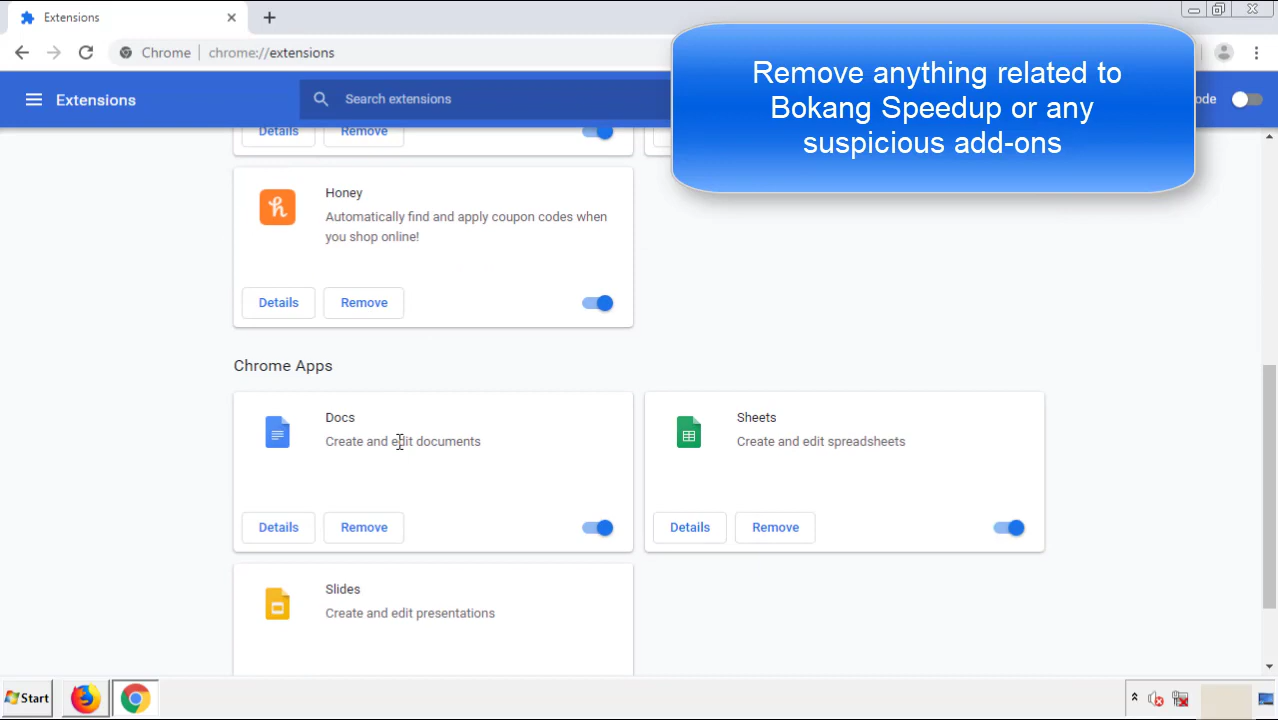 Extensions
Chrome
chrome://extensions
Extensions
Search extensions
ode
Remove anything related to
Bokang Speedup or any
suspicious add-ons
Details
Remove
Honey
Automatically find and apply coupon codes when
you shop online!
Details
Remove
Chrome Apps
Docs
Create and edit documents
Details
Remove
Sheets
Create and edit spreadsheets
Details
Remove
Slides
Create and edit presentations
Start